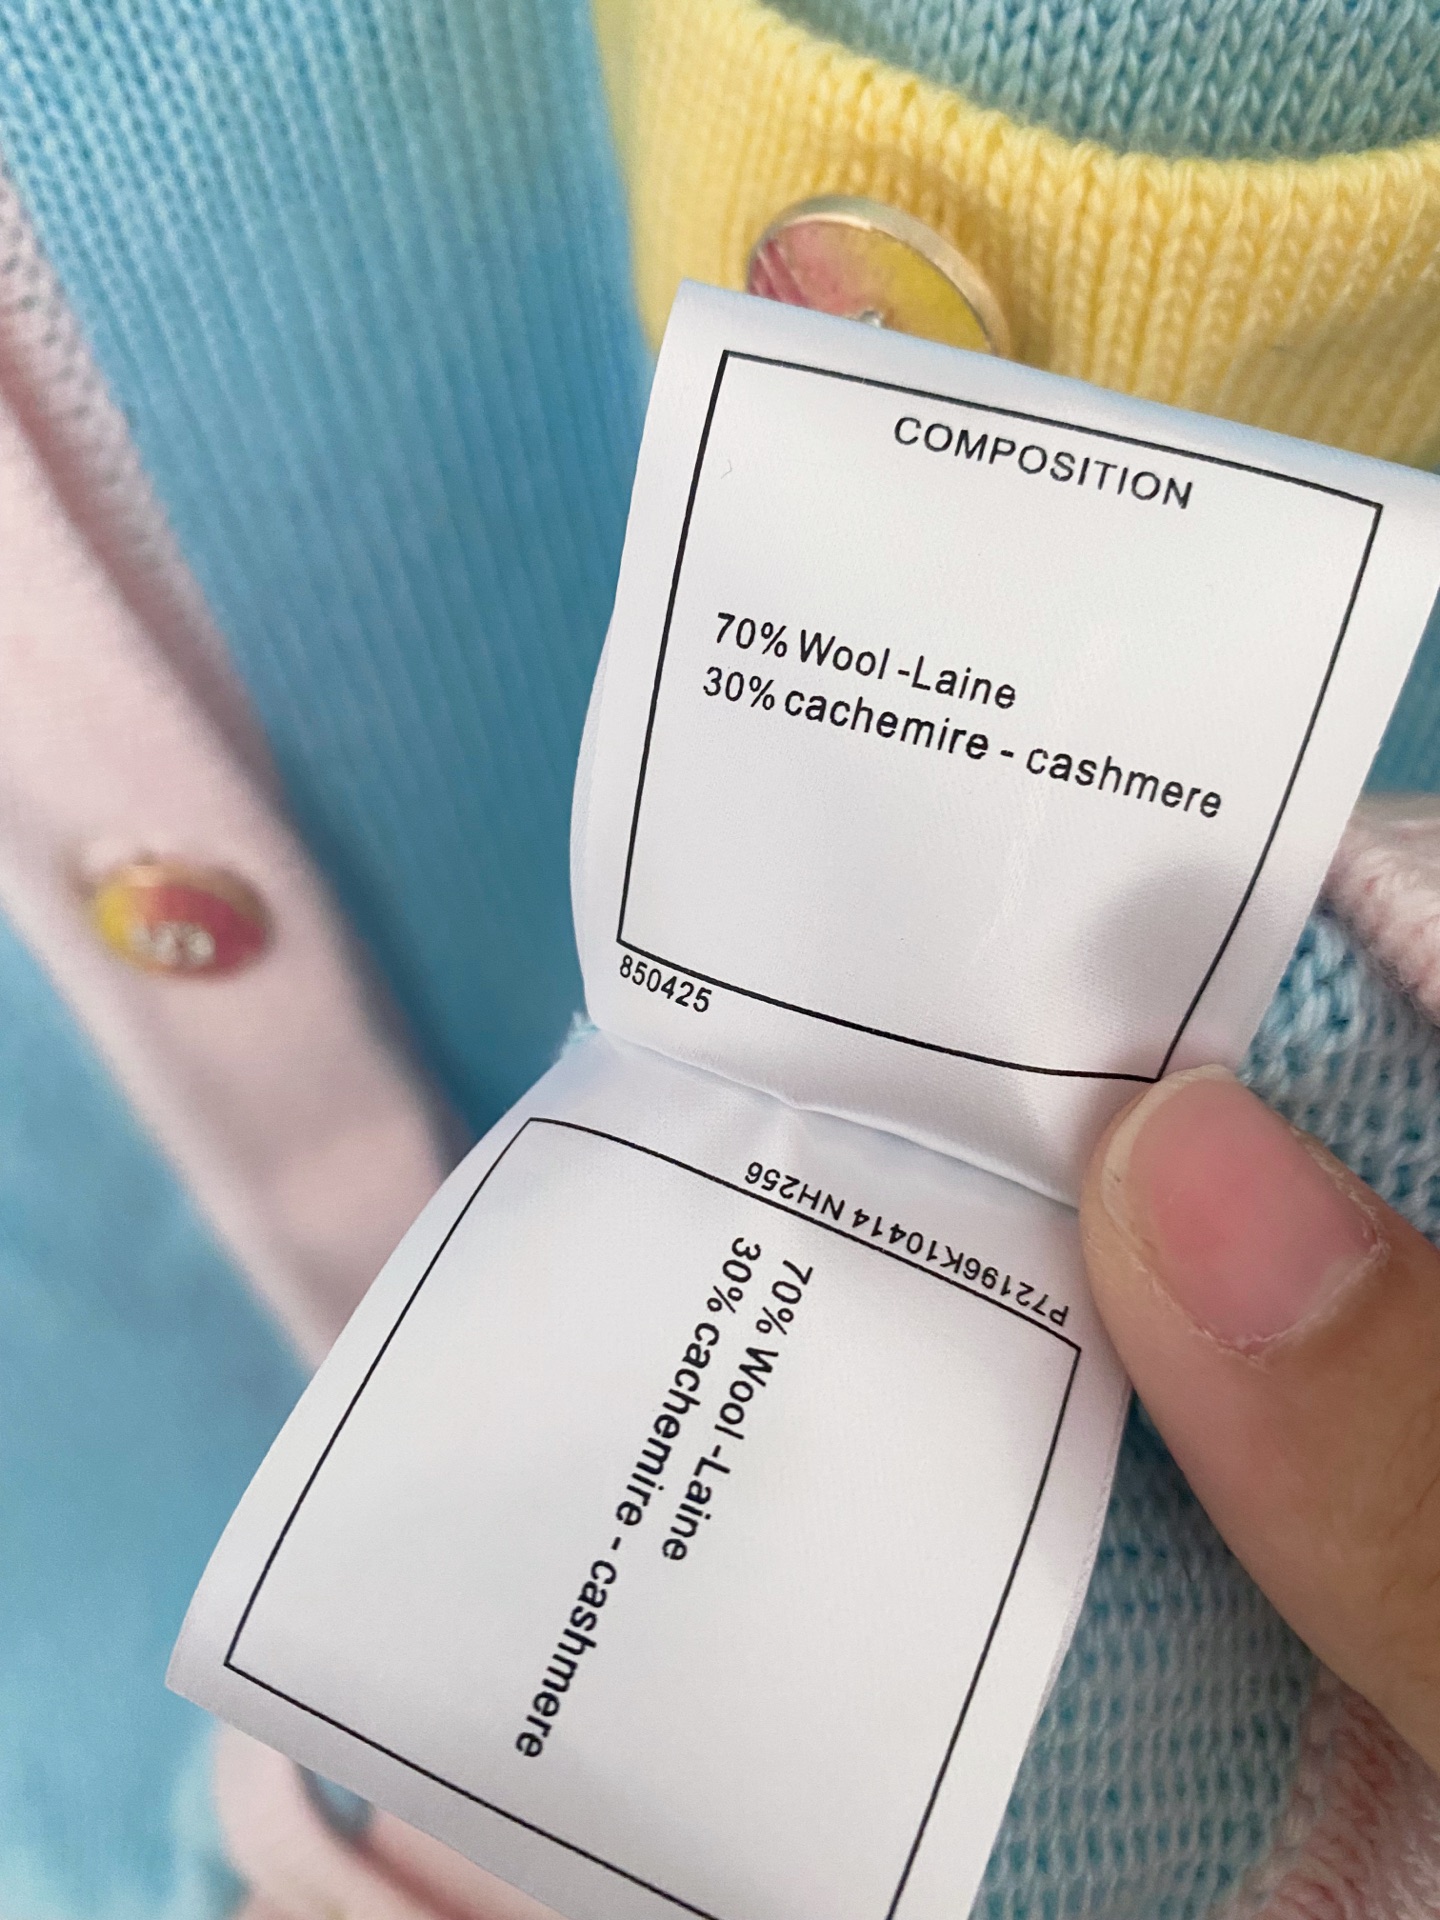 COMPOSITION
70% Wool -Laine
30% cachemire - cashmere
850425
P72196K10414 NH256
70% Wool -Laine
30% cachemire - cashmere